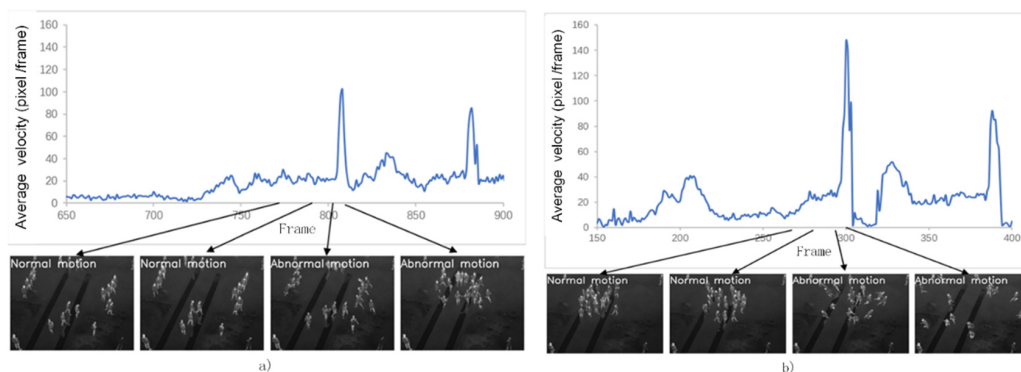 Average velocity (pixel /frame)
160
140
120
100
80
60
40
20
0
650
700
750
800
850
900
Frame
Normal motion
Normal motion
Abnormal motion
Abnormal motion
a)
Average velocity (pixel/frame)
160
140
120
100
80
60
40
20
0
150
200
250
300
350
400
Frame
Normal motion
Normal motion
Abnormal motion
Abnormal motion
b)